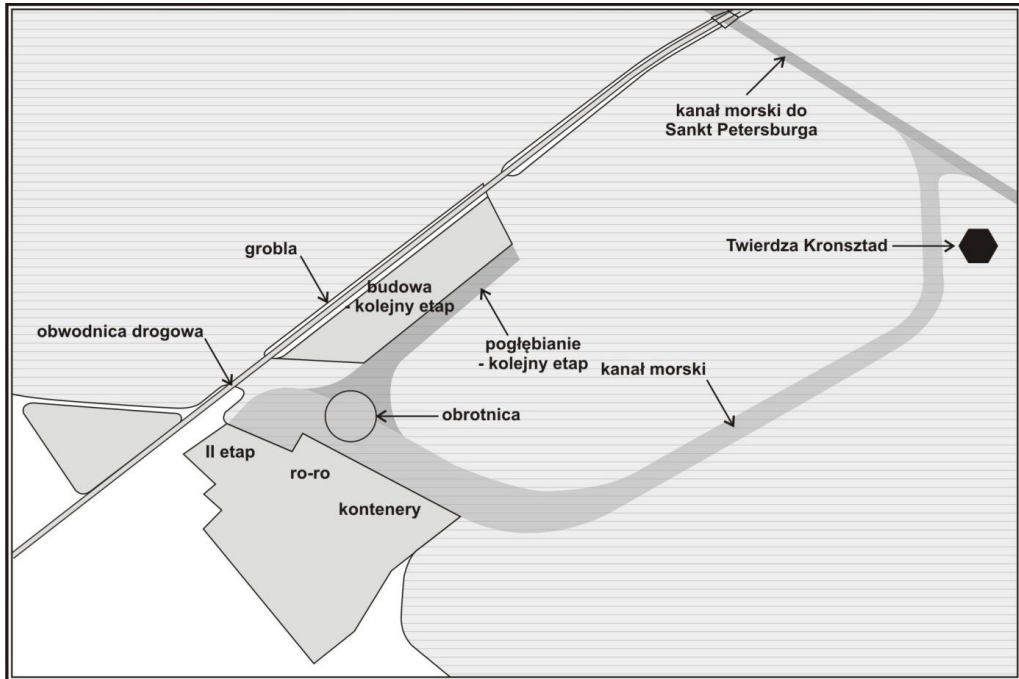 kanał morski do
Sankt Petersburga
Twierdza Kronsztad
grobla
budowa
- kolejny etap
obwodnica drogowa
pogłębianie
- kolejny etap
kanał morski
obrotnica
II etap
ro-ro
kontenery